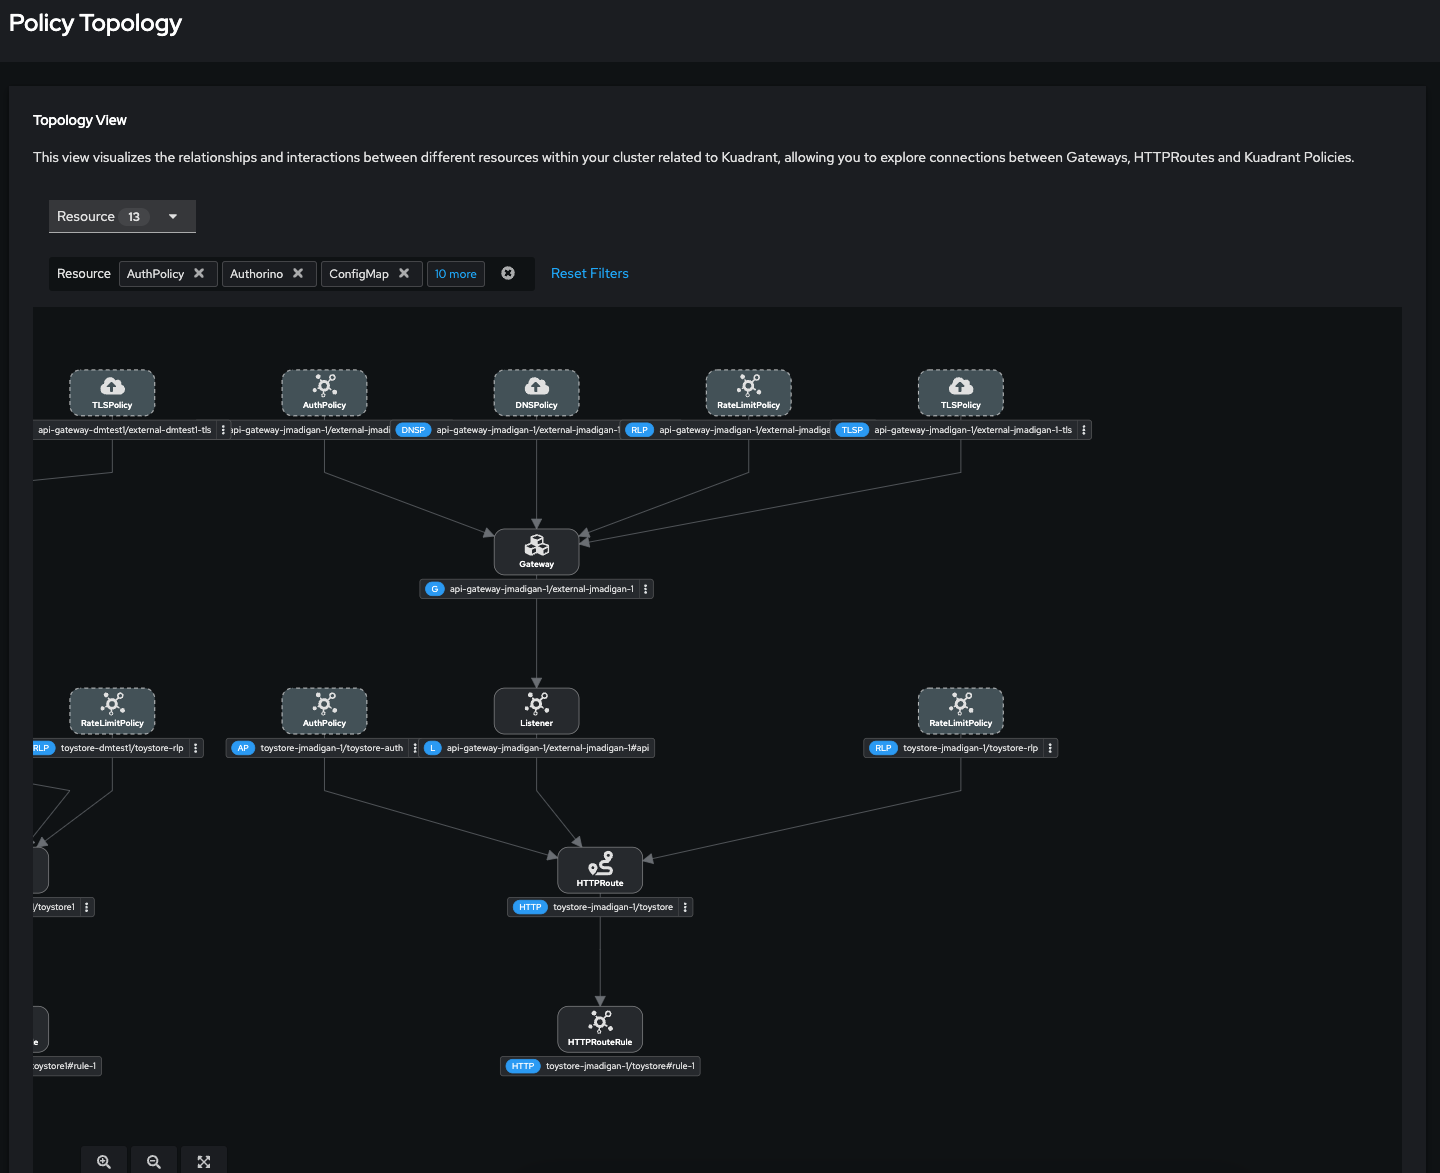 Policy Topology
Topology View
This view visualizes the relationships and interactions between different resources within your cluster related to Kuadrant, allowing you to explore connections between Gateways, HTTPRoutes and Kuadrant Policies.
Resource 13
Resource AuthPolicy Authorino ConfigMap 10 more Reset Filters
TLSPolicy AuthPolicy DNSPolicy RateLimitPolicy TLSPolicy
api-gateway-dmtest1/external-dmtest1-tls pi-gateway-jmadigan-1/external-jmadi DNSP api-gateway-jmadigan-1/external-jmadigan-1 RLP api-gateway-jmadigan-1/external-jmadiga TLSP api-gateway-jmadigan-1/external-jmadigan-1-tls
Gateway
G api-gateway-jmadigan-1/external-jmadigan-1
RateLimitPolicy AuthPolicy Listener RateLimitPolicy
RLP toystore-dmtest1/toystore-rlp AP toystore-jmadigan-1/toystore-auth L api-gateway-jmadigan-1/external-jmadigan-1#api RLP toystore-jmadigan-1/toystore-rlp
HTTPRoute
/toystore1 HTTP toystore-jmadigan-1/toystore
e HTTPRouteRule
toystore1#rule-1 HTTP toystore-jmadigan-1/toystore#rule-1